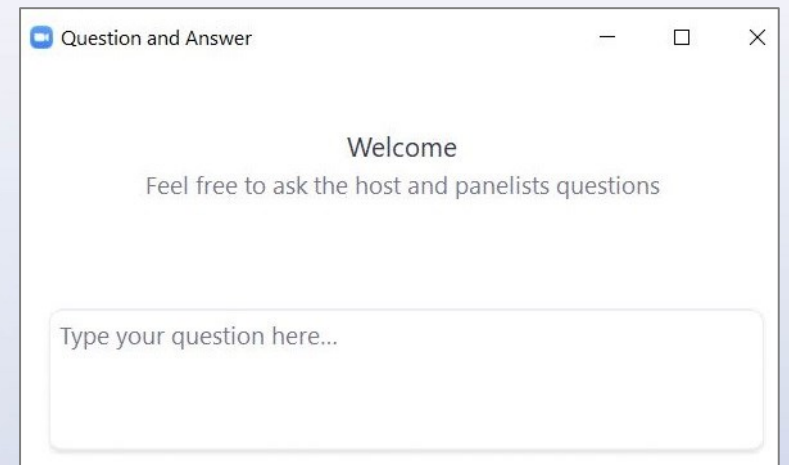 Question and Answer
Welcome
Feel free to ask the host and panelists questions
Type your question here...